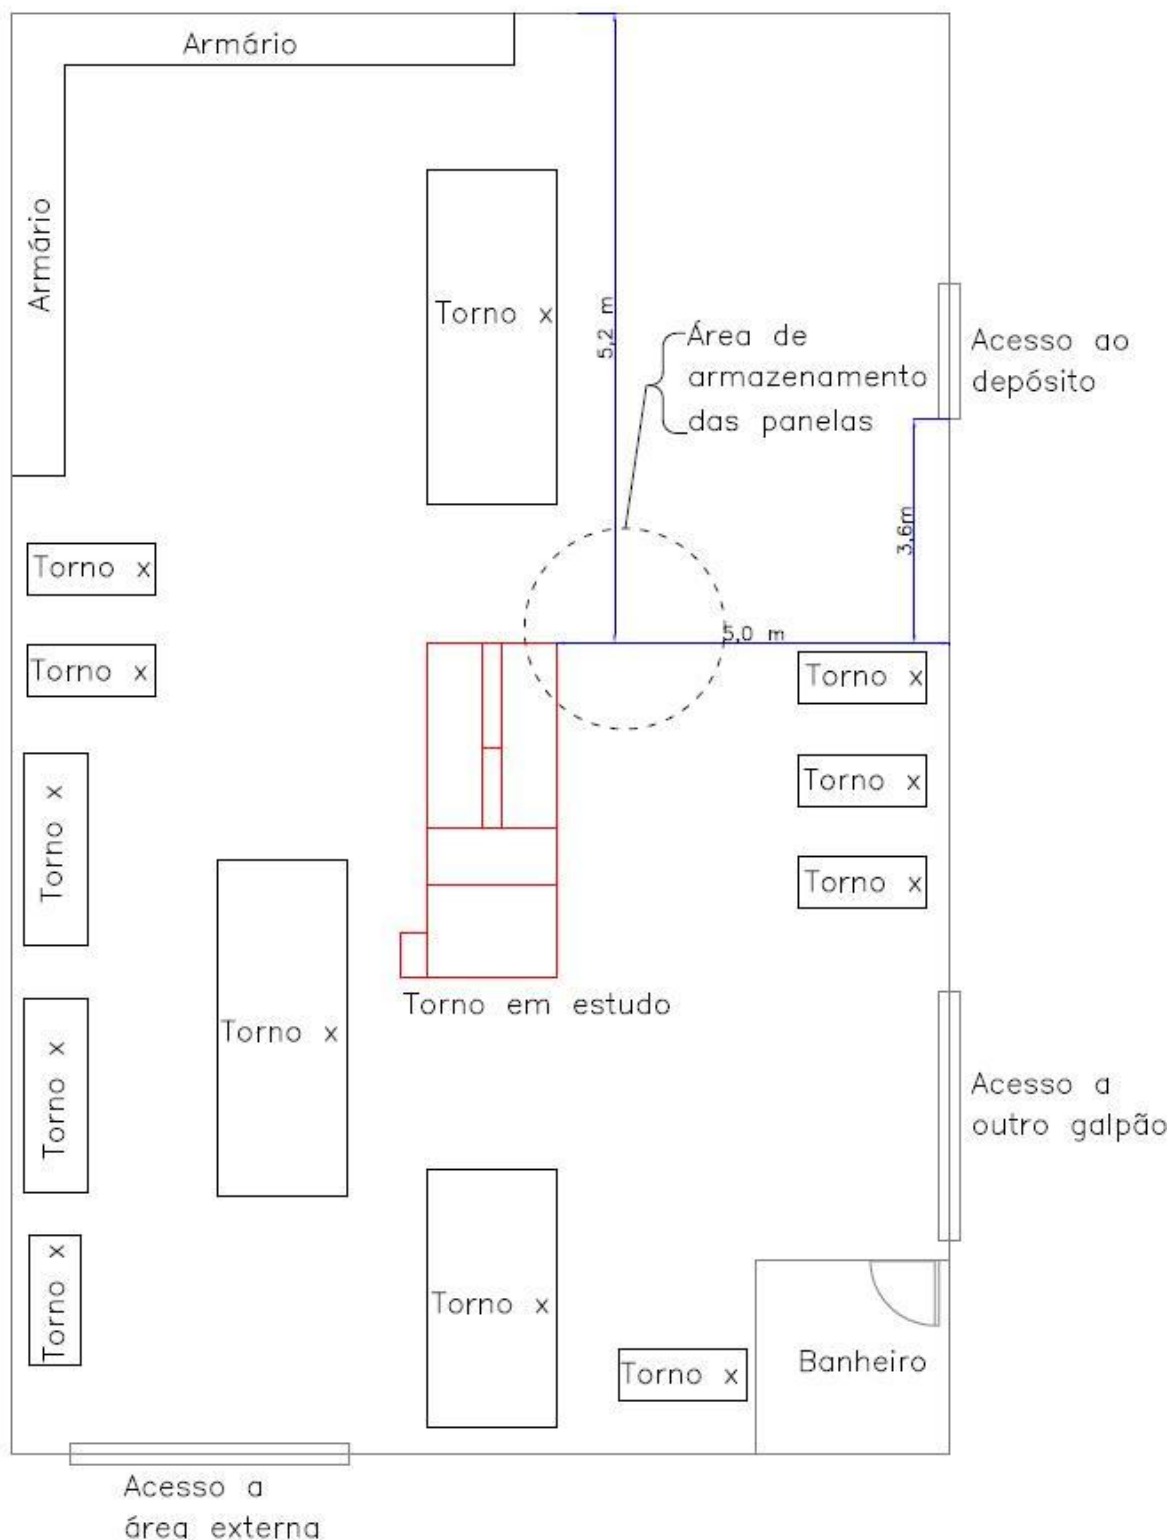 Armário
Armário
Torno x
5,2 m
Área de
armazenamento
das panelas
Acesso ao
depósito
3,6m
Torno x
5,0 m
Torno x
Torno x
Torno x
Torno x
Torno x
Torno em estudo
Torno x
Torno x
Acesso a
outro galpão
Torno x
Torno x
Banheiro
Torno x
Torno x
Acesso a
área externa